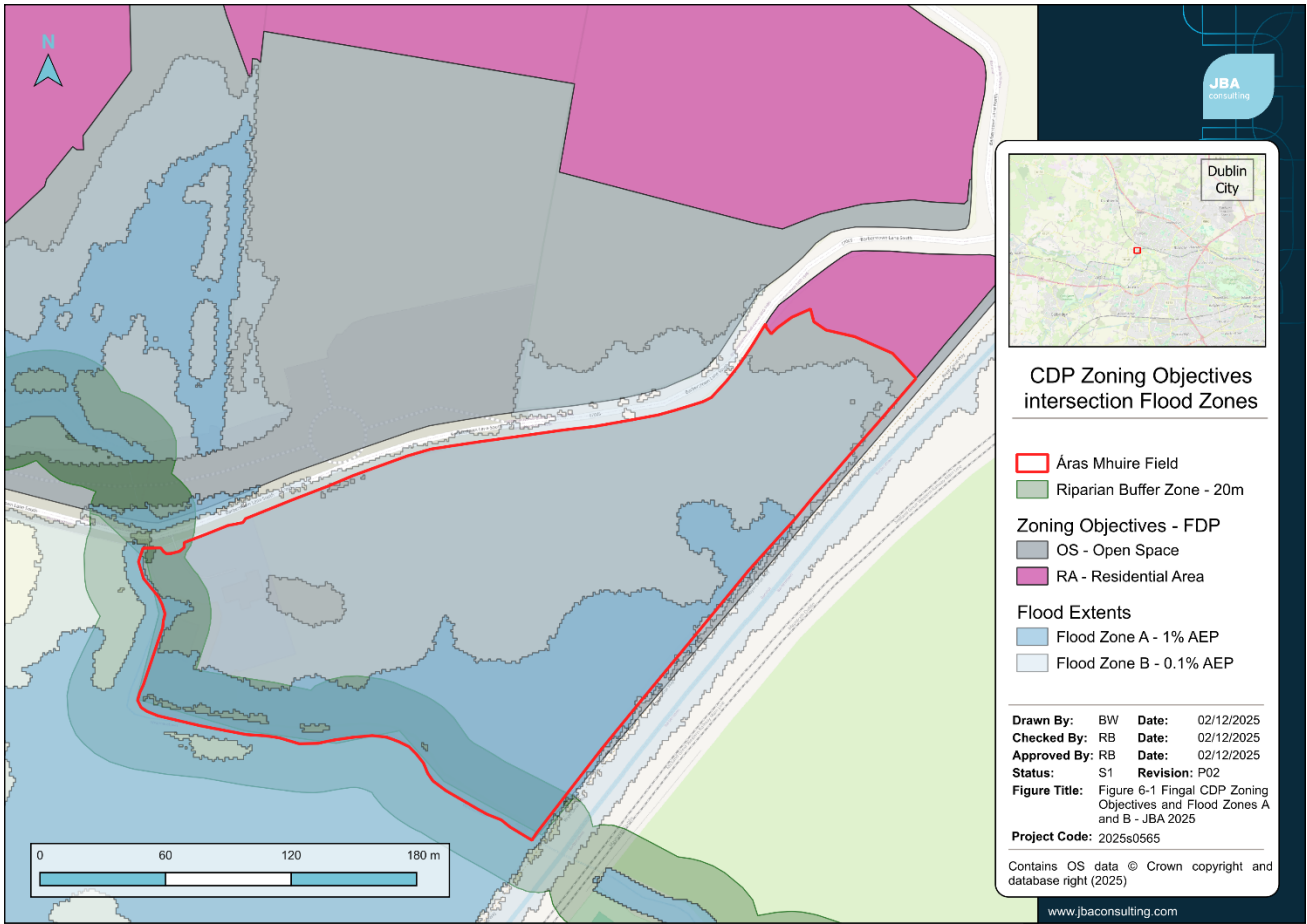 N
JBA
consulting
Dublin
City
CDP Zoning Objectives
intersection Flood Zones
Áras Mhuire Field
Riparian Buffer Zone - 20m
Zoning Objectives - FDP
OS - Open Space
RA - Residential Area
Flood Extents
Flood Zone A - 1% AEP
Flood Zone B - 0.1% AEP
Drawn By: BW Date: 02/12/2025
Checked By: RB Date: 02/12/2025
Approved By: RB Date: 02/12/2025
Status: S1 Revision: P02
Figure Title: Figure 6-1 Fingal CDP Zoning
Objectives and Flood Zones A
and B - JBA 2025
Project Code: 2025s0565
Contains OS data © Crown copyright and
database right (2025)
www.jbaconsulting.com
0 60 120 180 m